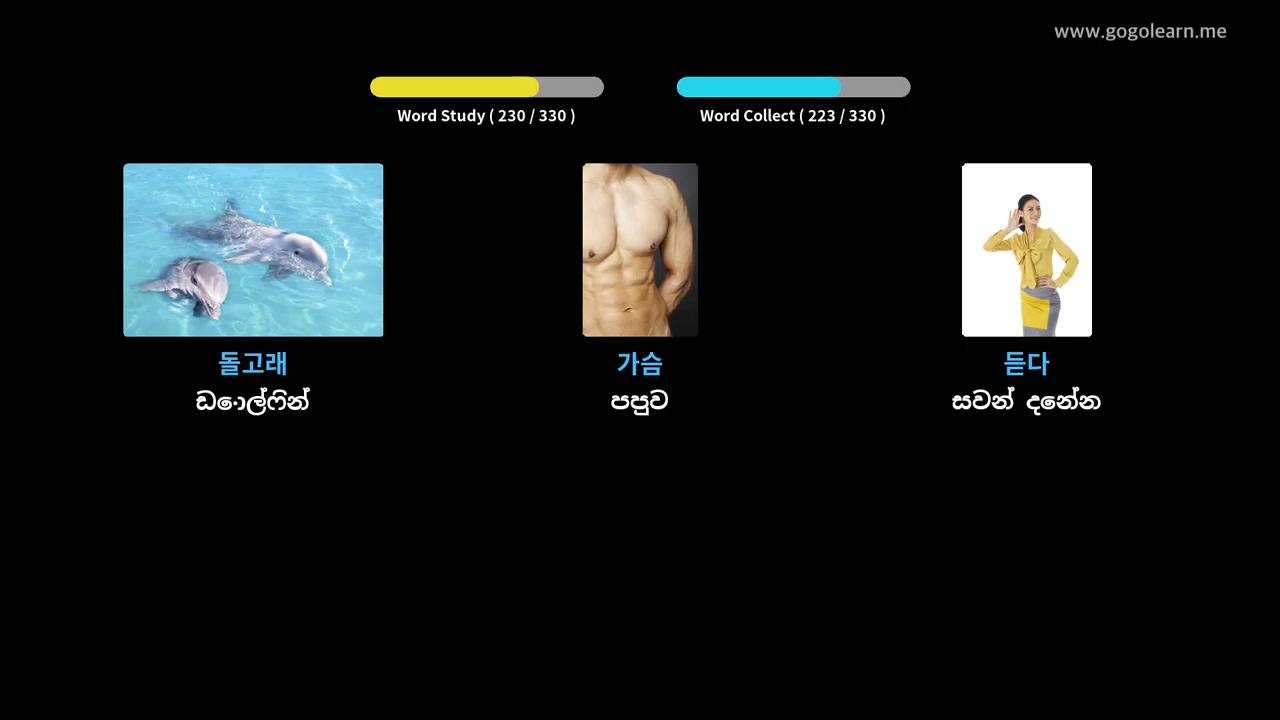 www.gogolearn.me
Word Study ( 230 / 330 )
Word Collect ( 223 / 330 )
돌고래
ඩොල්ෆින්
가슴
පපුව
듣다
සවන් දනේන